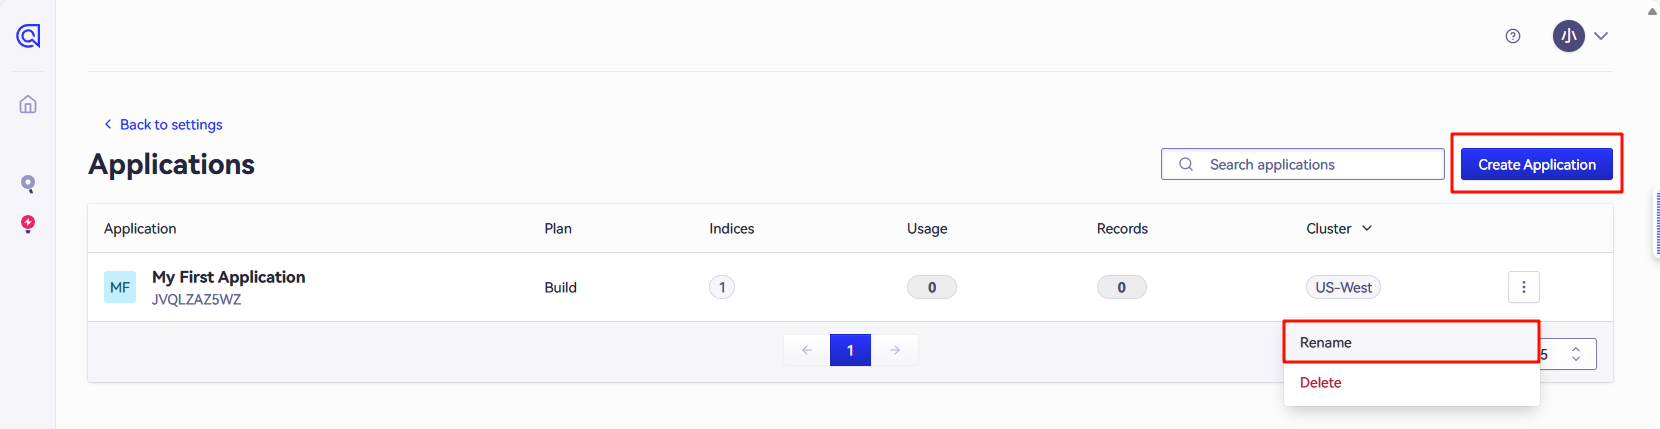 小
Back to settings
Applications
Search applications
Create Application
Application Plan Indices Usage Records Cluster
MF My First Application Build 1 0 0 US-West
JVQLZAZ5WZ
1
5
Rename
Delete